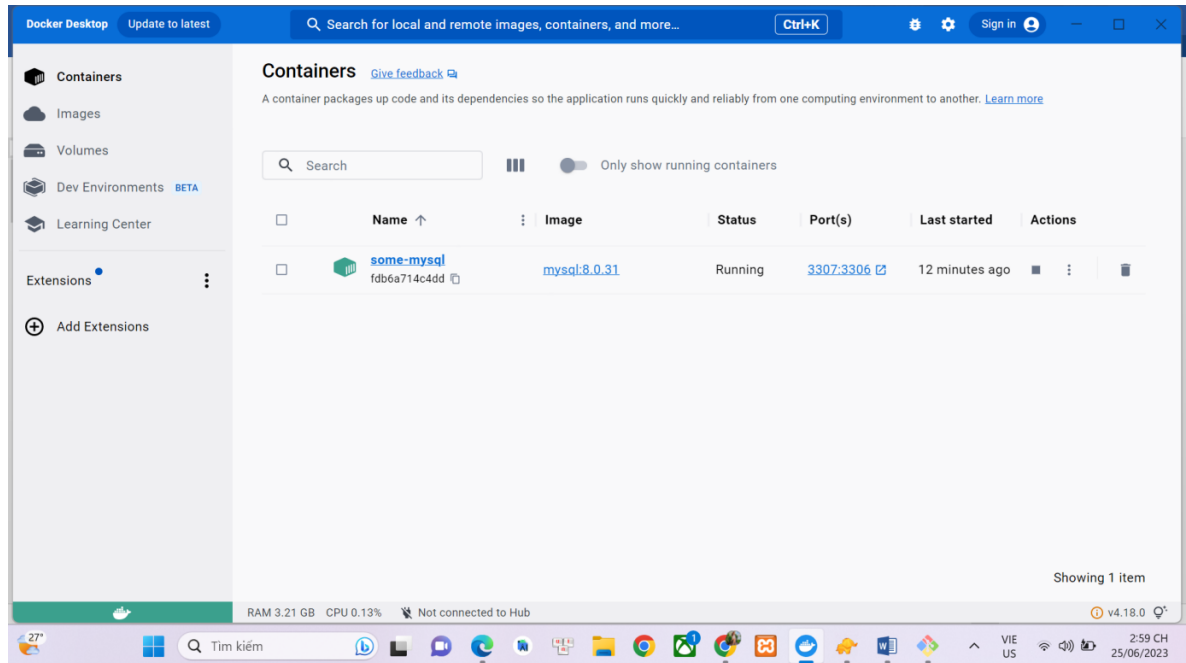 Docker Desktop Update to latest Search for local and remote images, containers, and more... Ctrl+K Sign in
Containers
Images
Volumes
Dev Environments BETA
Learning Center
Extensions
Add Extensions
Containers Give feedback
A container packages up code and its dependencies so the application runs quickly and reliably from one computing environment to another. Learn more
Search Only show running containers
Name Image Status Port(s) Last started Actions
some-mysql mysql:8.0.31 Running 3307:3306 12 minutes ago
fdb6a714c4dd
Showing 1 item
RAM 3.21 GB CPU 0.13% Not connected to Hub v4.18.0
27° Tìm kiếm VIE 2:59 CH
US 25/06/2023